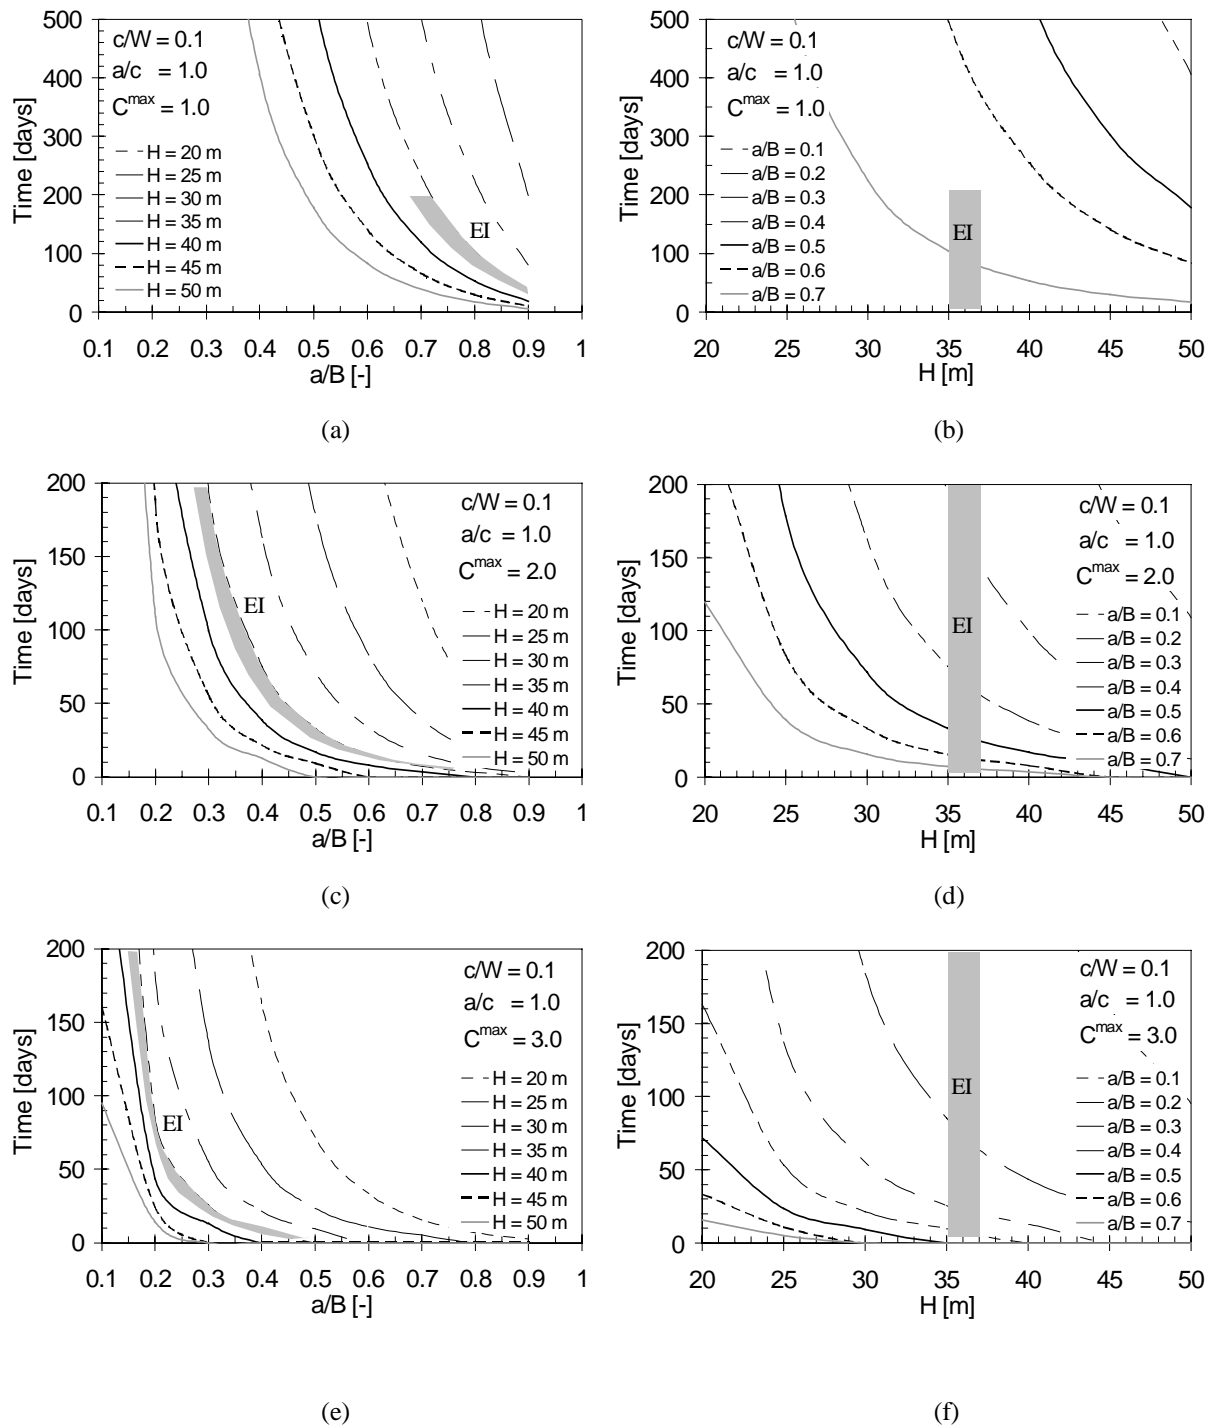 500
400
300
200
100
0
Time [days]
c/W = 0.1
a/c = 1.0
C^max = 1.0
H = 20 m
H = 25 m
H = 30 m
H = 35 m
H = 40 m
H = 45 m
H = 50 m
EI
0.1 0.2 0.3 0.4 0.5 0.6 0.7 0.8 0.9 1
a/B [-]
(a)
500
400
300
200
100
0
Time [days]
c/W = 0.1
a/c = 1.0
C^max = 1.0
a/B = 0.1
a/B = 0.2
a/B = 0.3
a/B = 0.4
a/B = 0.5
a/B = 0.6
a/B = 0.7
EI
20 25 30 35 40 45 50
H [m]
(b)
200
150
100
50
0
Time [days]
c/W = 0.1
a/c = 1.0
C^max = 2.0
H = 20 m
H = 25 m
H = 30 m
H = 35 m
H = 40 m
H = 45 m
H = 50 m
EI
0.1 0.2 0.3 0.4 0.5 0.6 0.7 0.8 0.9 1
a/B [-]
(c)
200
150
100
50
0
Time [days]
c/W = 0.1
a/c = 1.0
C^max = 2.0
a/B = 0.1
a/B = 0.2
a/B = 0.3
a/B = 0.4
a/B = 0.5
a/B = 0.6
a/B = 0.7
EI
20 25 30 35 40 45 50
H [m]
(d)
200
150
100
50
0
Time [days]
c/W = 0.1
a/c = 1.0
C^max = 3.0
H = 20 m
H = 25 m
H = 30 m
H = 35 m
H = 40 m
H = 45 m
H = 50 m
EI
0.1 0.2 0.3 0.4 0.5 0.6 0.7 0.8 0.9 1
a/B [-]
(e)
200
150
100
50
0
Time [days]
c/W = 0.1
a/c = 1.0
C^max = 3.0
a/B = 0.1
a/B = 0.2
a/B = 0.3
a/B = 0.4
a/B = 0.5
a/B = 0.6
a/B = 0.7
EI
20 25 30 35 40 45 50
H [m]
(f)